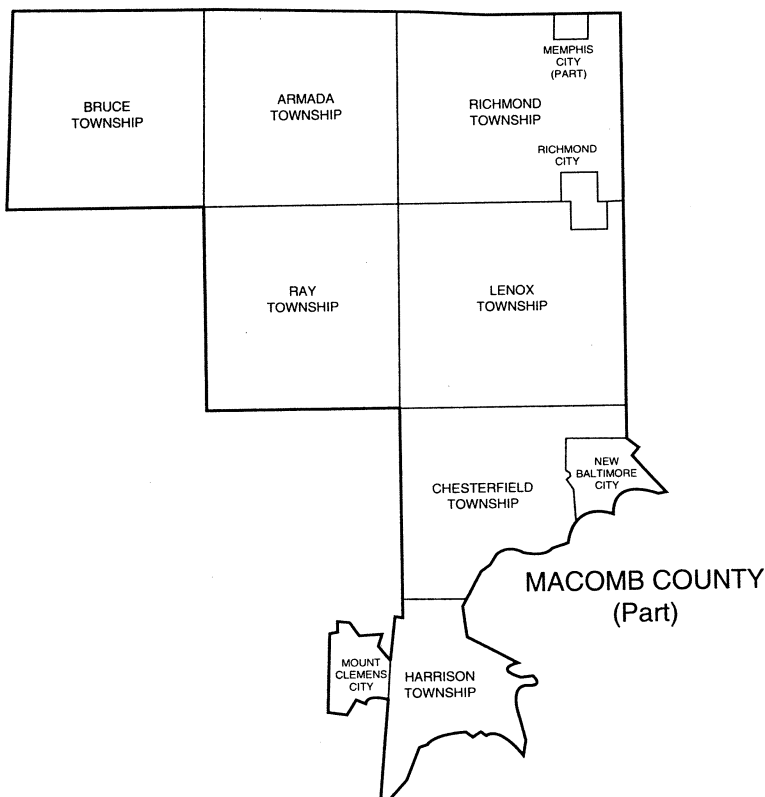 MEMPHIS
CITY
(PART)
BRUCE
TOWNSHIP
ARMADA
TOWNSHIP
RICHMOND
TOWNSHIP
RICHMOND
CITY
RAY
TOWNSHIP
LENOX
TOWNSHIP
NEW
BALTIMORE
CITY
CHESTERFIELD
TOWNSHIP
MACOMB COUNTY
(Part)
MOUNT
CLEMENS
CITY
HARRISON
TOWNSHIP